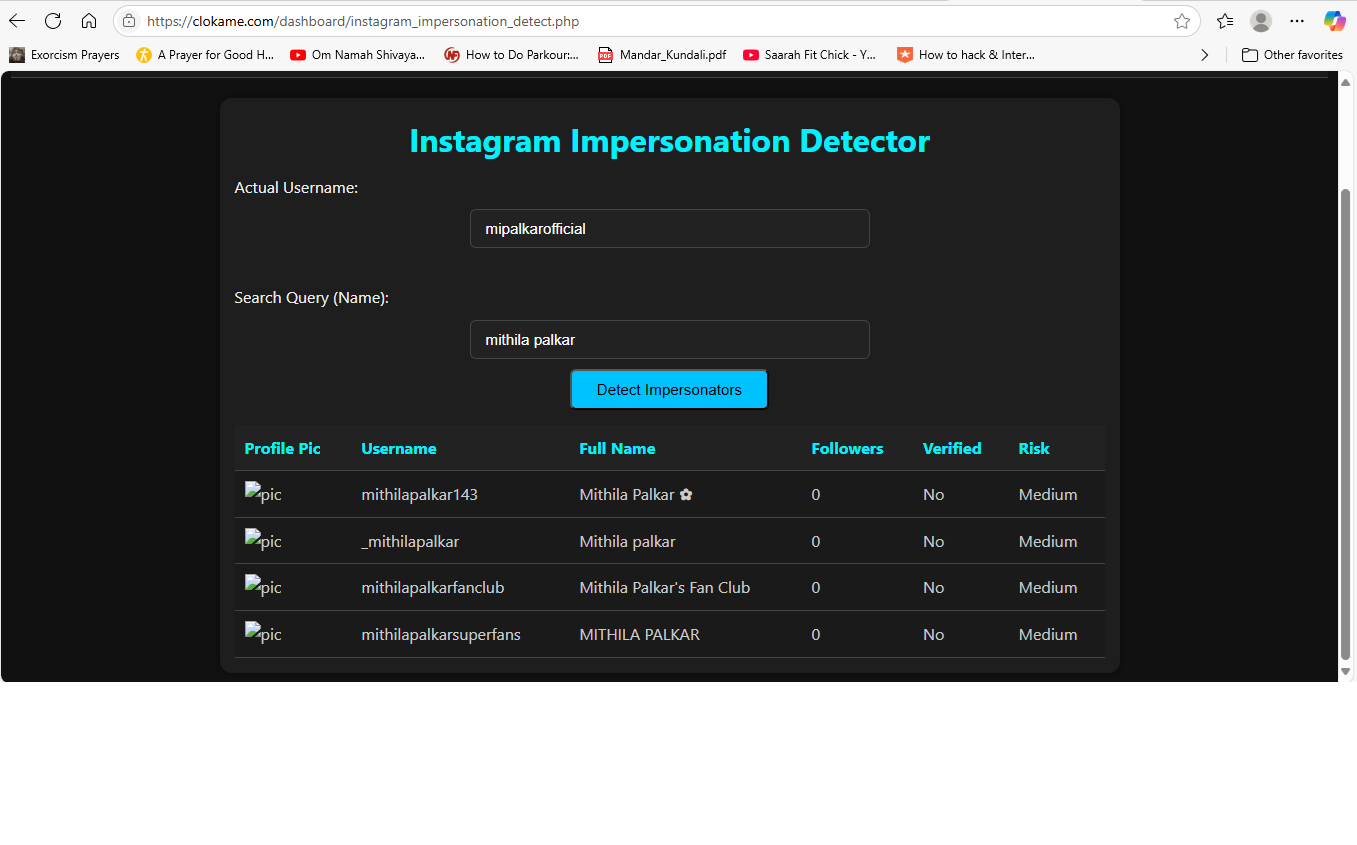 https://clokame.com/dashboard/instagram_impersonation_detect.php
Exorcism Prayers A Prayer for Good H... Om Namah Shivaya... How to Do Parkour:... Mandar_Kundali.pdf Saarah Fit Chick - Y... How to hack & Inter... Other favorites
Instagram Impersonation Detector
Actual Username:
mipalkarofficial
Search Query (Name):
mithila palkar
Detect Impersonators
Profile Pic Username Full Name Followers Verified Risk
pic mithilapalkar143 Mithila Palkar ✿ 0 No Medium
pic _mithilapalkar Mithila palkar 0 No Medium
pic mithilapalkarfanclub Mithila Palkar's Fan Club 0 No Medium
pic mithilapalkarsuperfans MITHILA PALKAR 0 No Medium